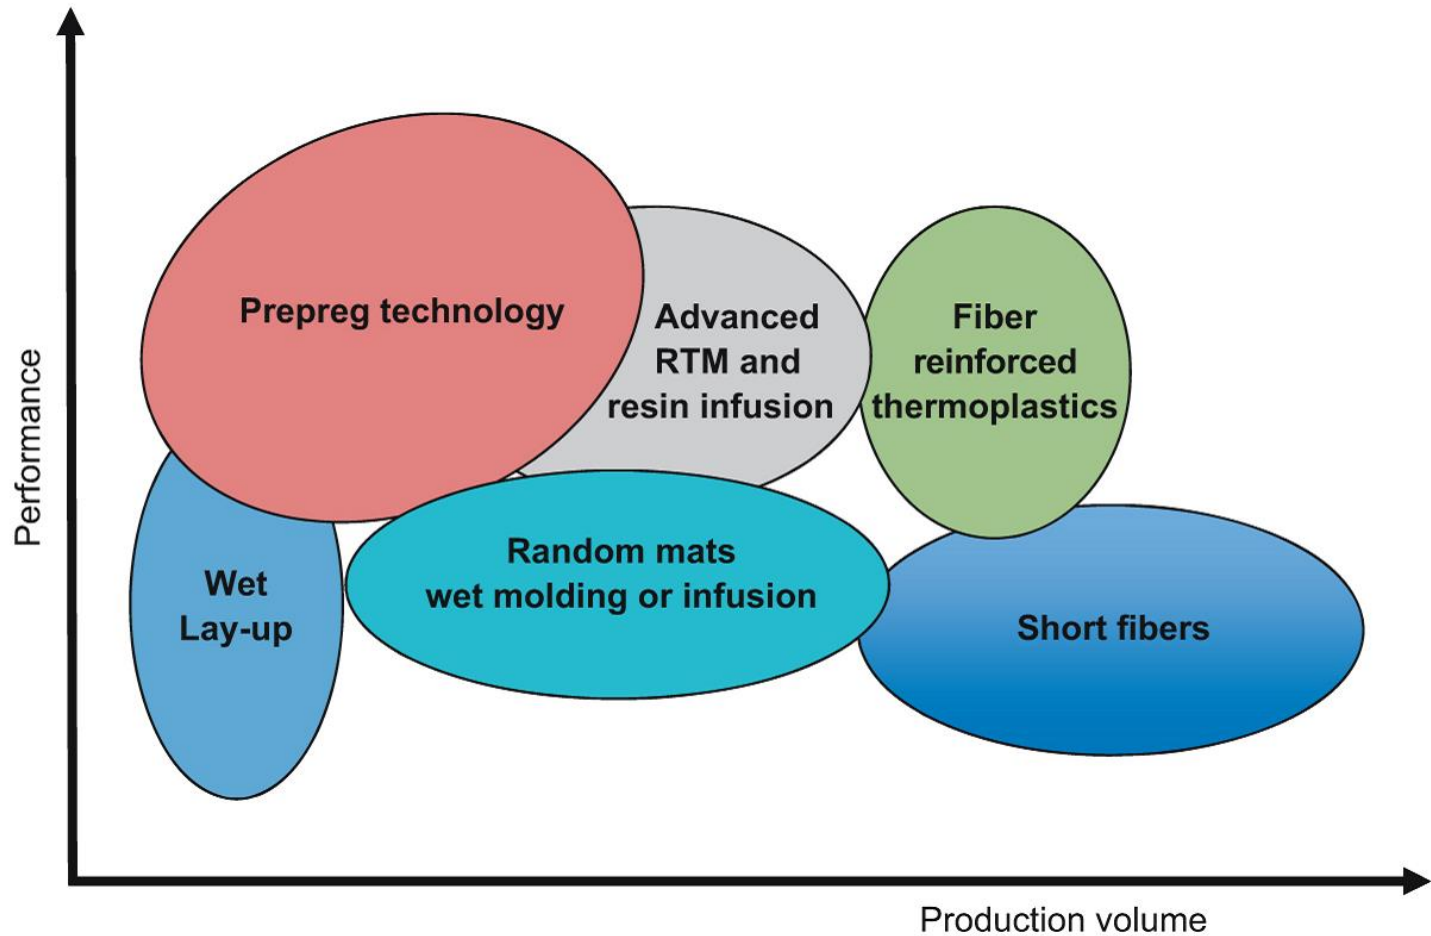 Performance
Prepreg technology
Advanced
RTM and
resin infusion
Fiber
reinforced
thermoplastics
Wet
Lay-up
Random mats
wet molding or infusion
Short fibers
Production volume